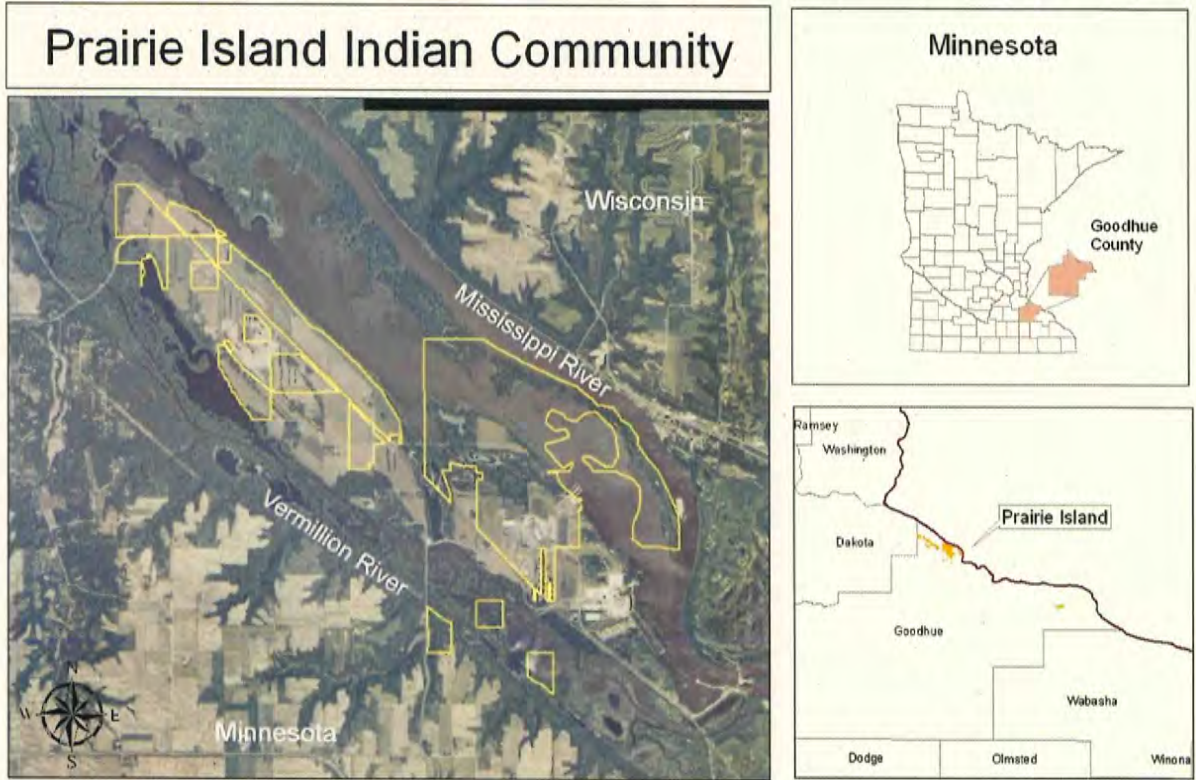 Prairie Island Indian Community
Wisconsin
Mississippi River
Vermillion River
N
W
E
S
Minnesota
Minnesota
Goodhue
County
Ramsey
Washington
Prairie Island
Dakota
Goodhue
Wabasha
Dodge
Olmsted
Winona